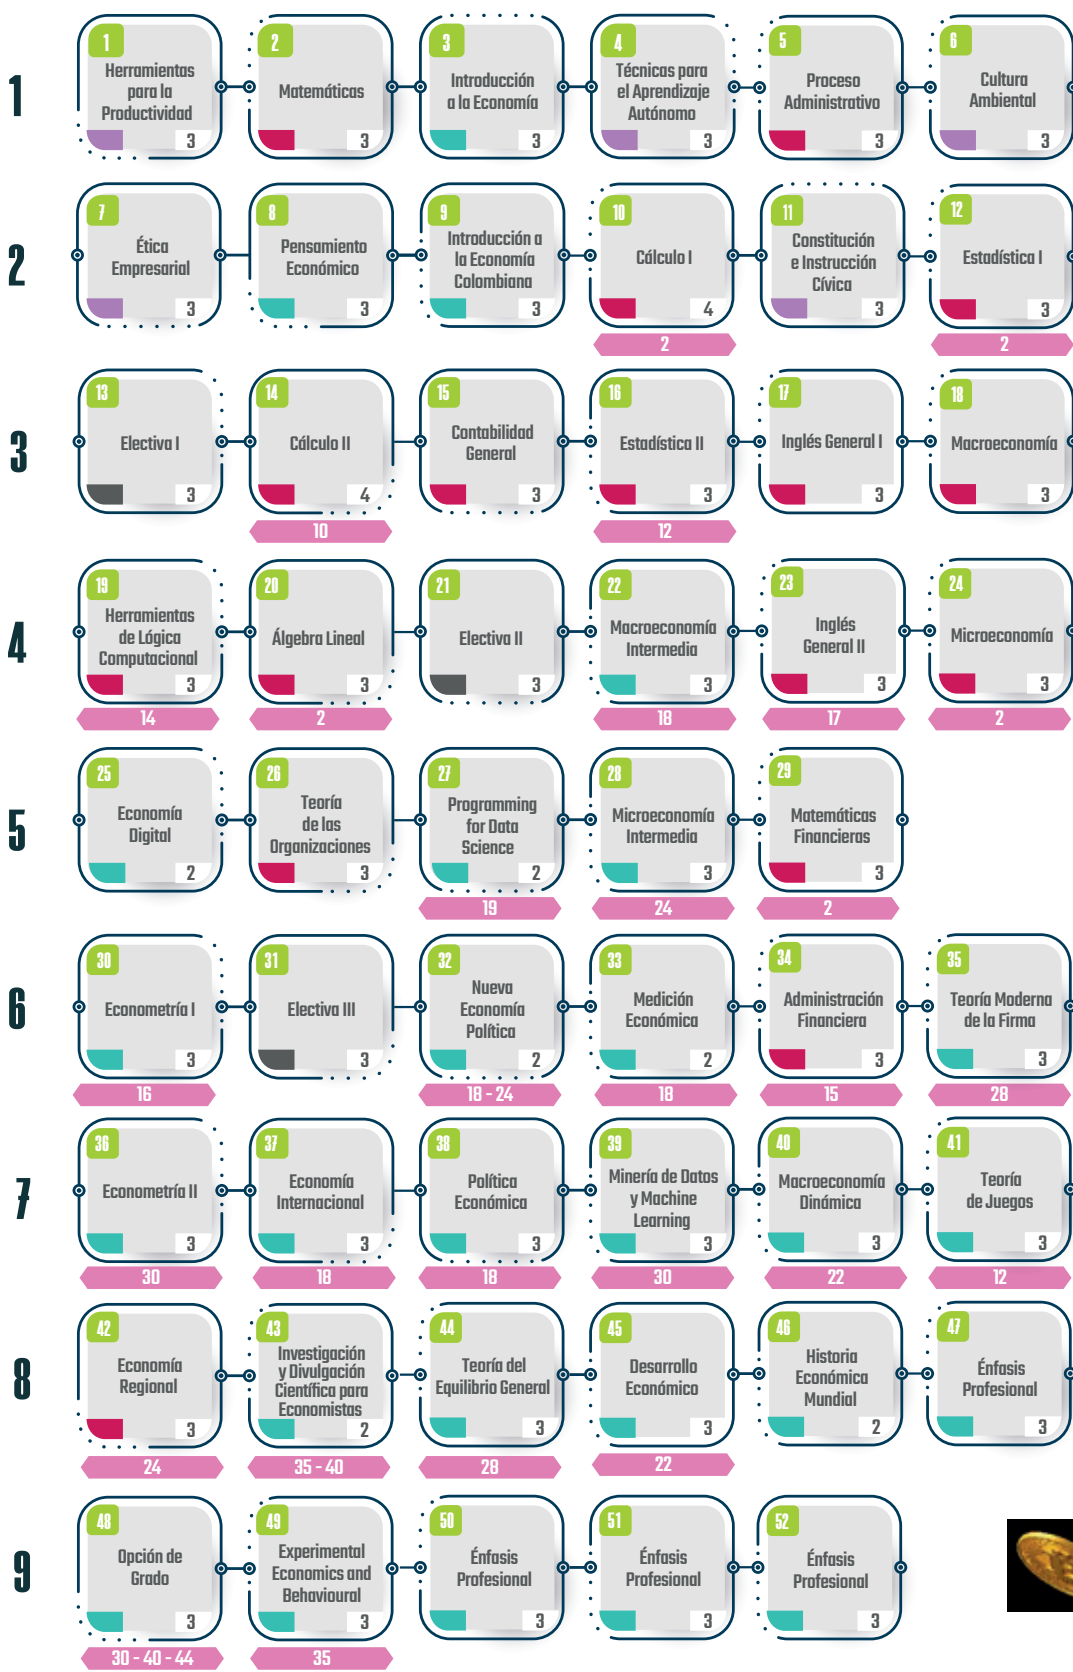 1
1
Herramientas
para la
Productividad
3
2
Matemáticas
3
3
Introducción
a la Economía
3
4
Técnicas para
el Aprendizaje
Autónomo
3
5
Proceso
Administrativo
3
6
Cultura
Ambiental
3
2
7
Ética
Empresarial
3
8
Pensamiento
Económico
3
9
Introducción a
la Economía
Colombiana
3
10
Cálculo I
4
2
11
Constitución
e Instrucción
Cívica
3
12
Estadística I
3
2
3
13
Electiva I
3
14
Cálculo II
4
10
15
Contabilidad
General
3
16
Estadística II
3
12
17
Inglés General I
3
18
Macroeconomía
3
4
19
Herramientas
de Lógica
Computacional
3
14
20
Álgebra Lineal
3
2
21
Electiva II
3
22
Macroeconomía
Intermedia
3
18
23
Inglés
General II
3
17
24
Microeconomía
3
2
5
25
Economía
Digital
2
26
Teoría
de las
Organizaciones
3
27
Programming
for Data
Science
2
19
28
Microeconomía
Intermedia
3
24
29
Matemáticas
Financieras
3
2
6
30
Econometría I
3
16
31
Electiva III
3
32
Nueva
Economía
Política
2
18 - 24
33
Medición
Económica
2
18
34
Administración
Financiera
3
15
35
Teoría Moderna
de la Firma
3
28
7
36
Econometría II
3
30
37
Economía
Internacional
3
18
38
Política
Económica
3
18
39
Minería de Datos
y Machine
Learning
3
30
40
Macroeconomía
Dinámica
3
22
41
Teoría
de Juegos
3
12
8
42
Economía
Regional
3
24
43
Investigación
y Divulgación
Científica para
Economistas
2
35 - 40
44
Teoría del
Equilibrio General
3
28
45
Desarrollo
Económico
3
22
46
Historia
Económica
Mundial
2
47
Énfasis
Profesional
3
9
48
Opción de
Grado
3
30 - 40 - 44
49
Experimental
Economics and
Behavioural
3
35
50
Énfasis
Profesional
3
51
Énfasis
Profesional
3
52
Énfasis
Profesional
3